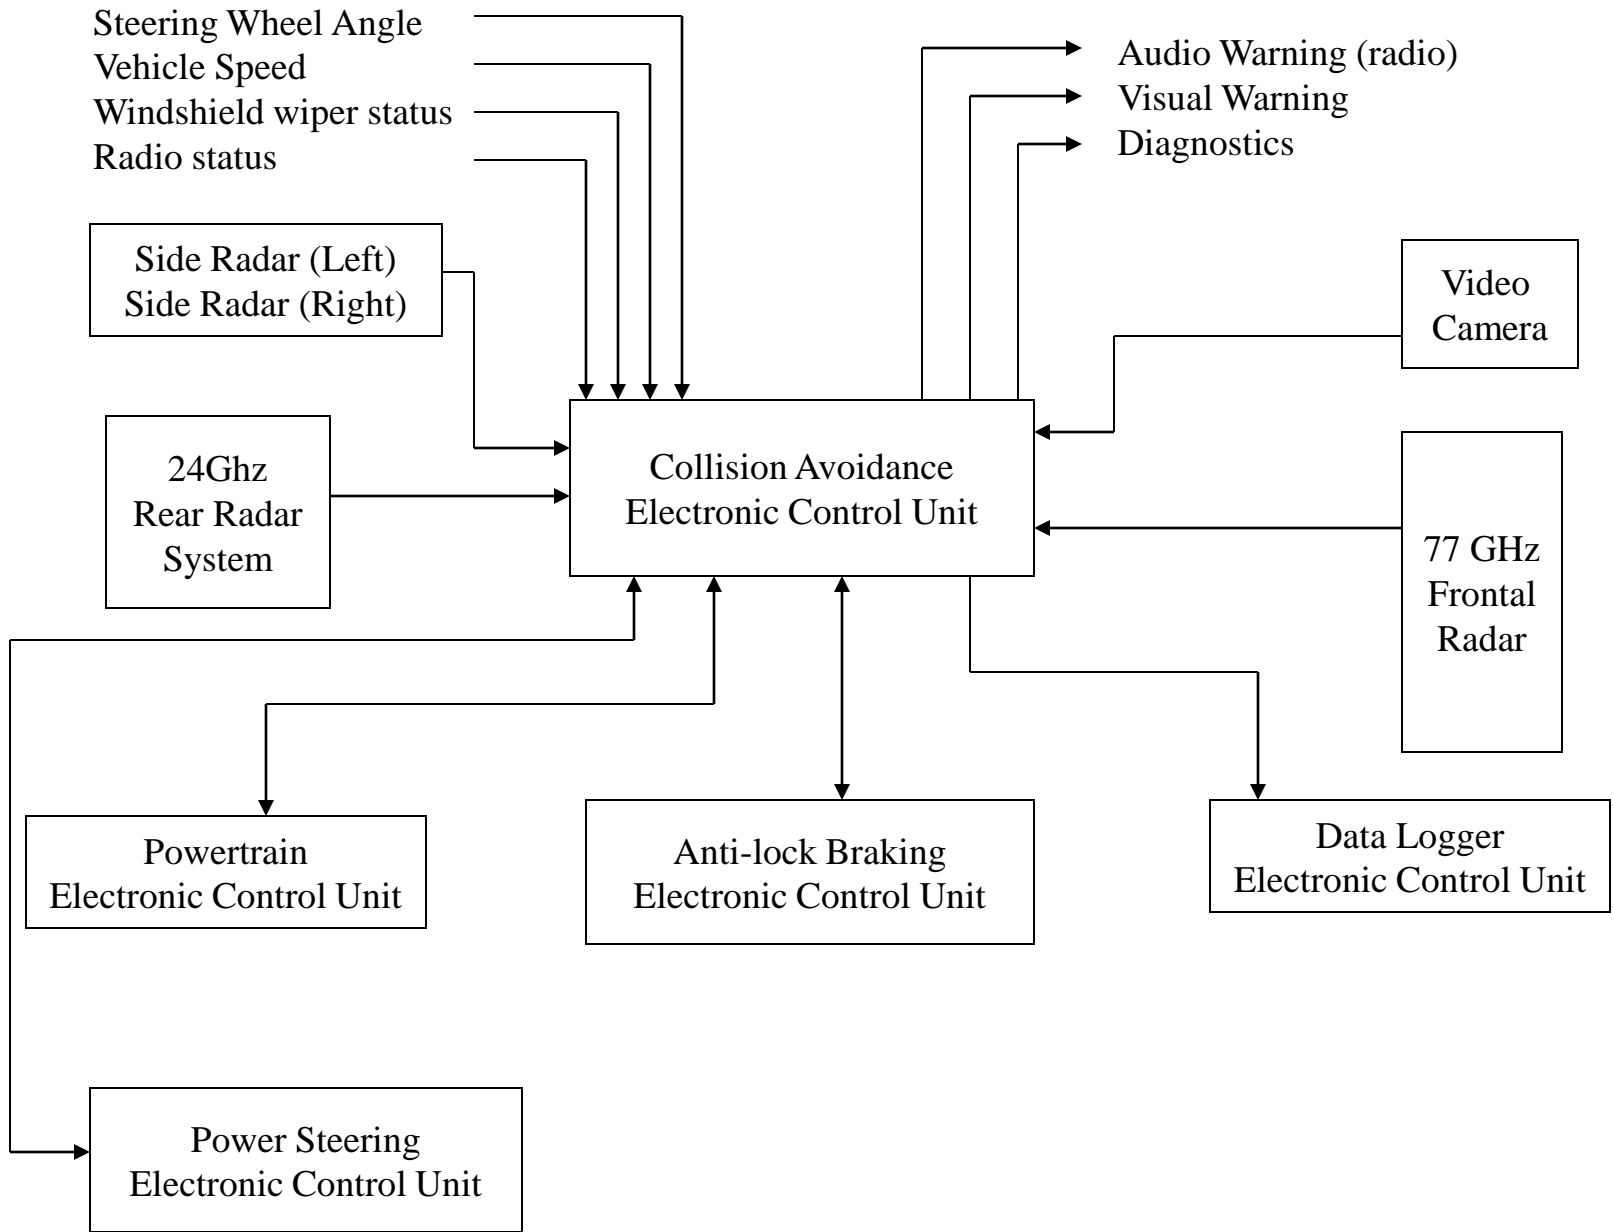 Steering Wheel Angle
Vehicle Speed
Windshield wiper status
Radio status
Audio Warning (radio)
Visual Warning
Diagnostics
Side Radar (Left)
Side Radar (Right)
Video
Camera
24Ghz
Rear Radar
System
Collision Avoidance
Electronic Control Unit
77 GHz
Frontal
Radar
Powertrain
Electronic Control Unit
Anti-lock Braking
Electronic Control Unit
Data Logger
Electronic Control Unit
Power Steering
Electronic Control Unit